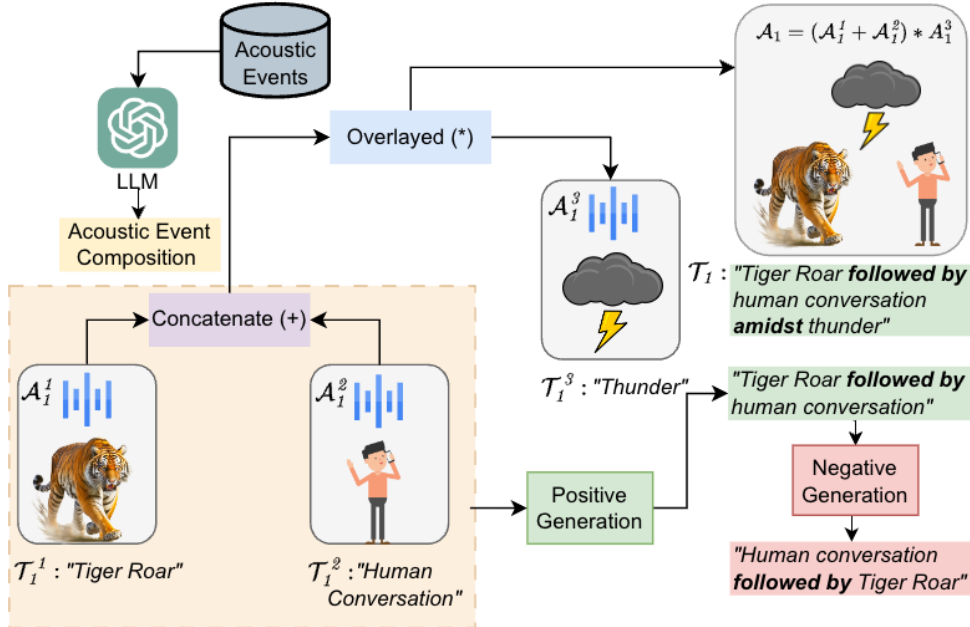 Acoustic
Events
LLM
Acoustic Event
Composition
Overlayed (*)
Concatenate (+)
𝒜₁¹
𝒯₁¹ : "Tiger Roar"
𝒜₁²
𝒯₁² : "Human
Conversation"
𝒜₁³
𝒯₁³ : "Thunder"
𝒜₁ = (𝒜₁¹ + 𝒜₁²) * A₁³
𝒯₁ : "Tiger Roar followed by
human conversation
amidst thunder"
Positive
Generation
"Tiger Roar followed by
human conversation"
Negative
Generation
"Human conversation
followed by Tiger Roar"